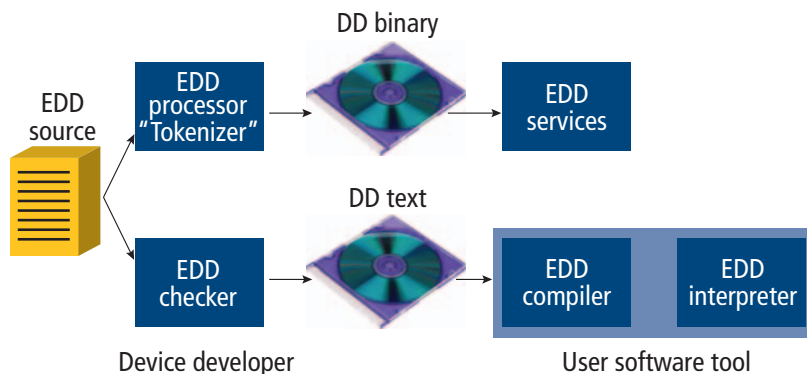 DD binary
EDD
source
EDD
processor
“Tokenizer”
EDD
services
DD text
EDD
checker
EDD
compiler
EDD
interpreter
Device developer
User software tool